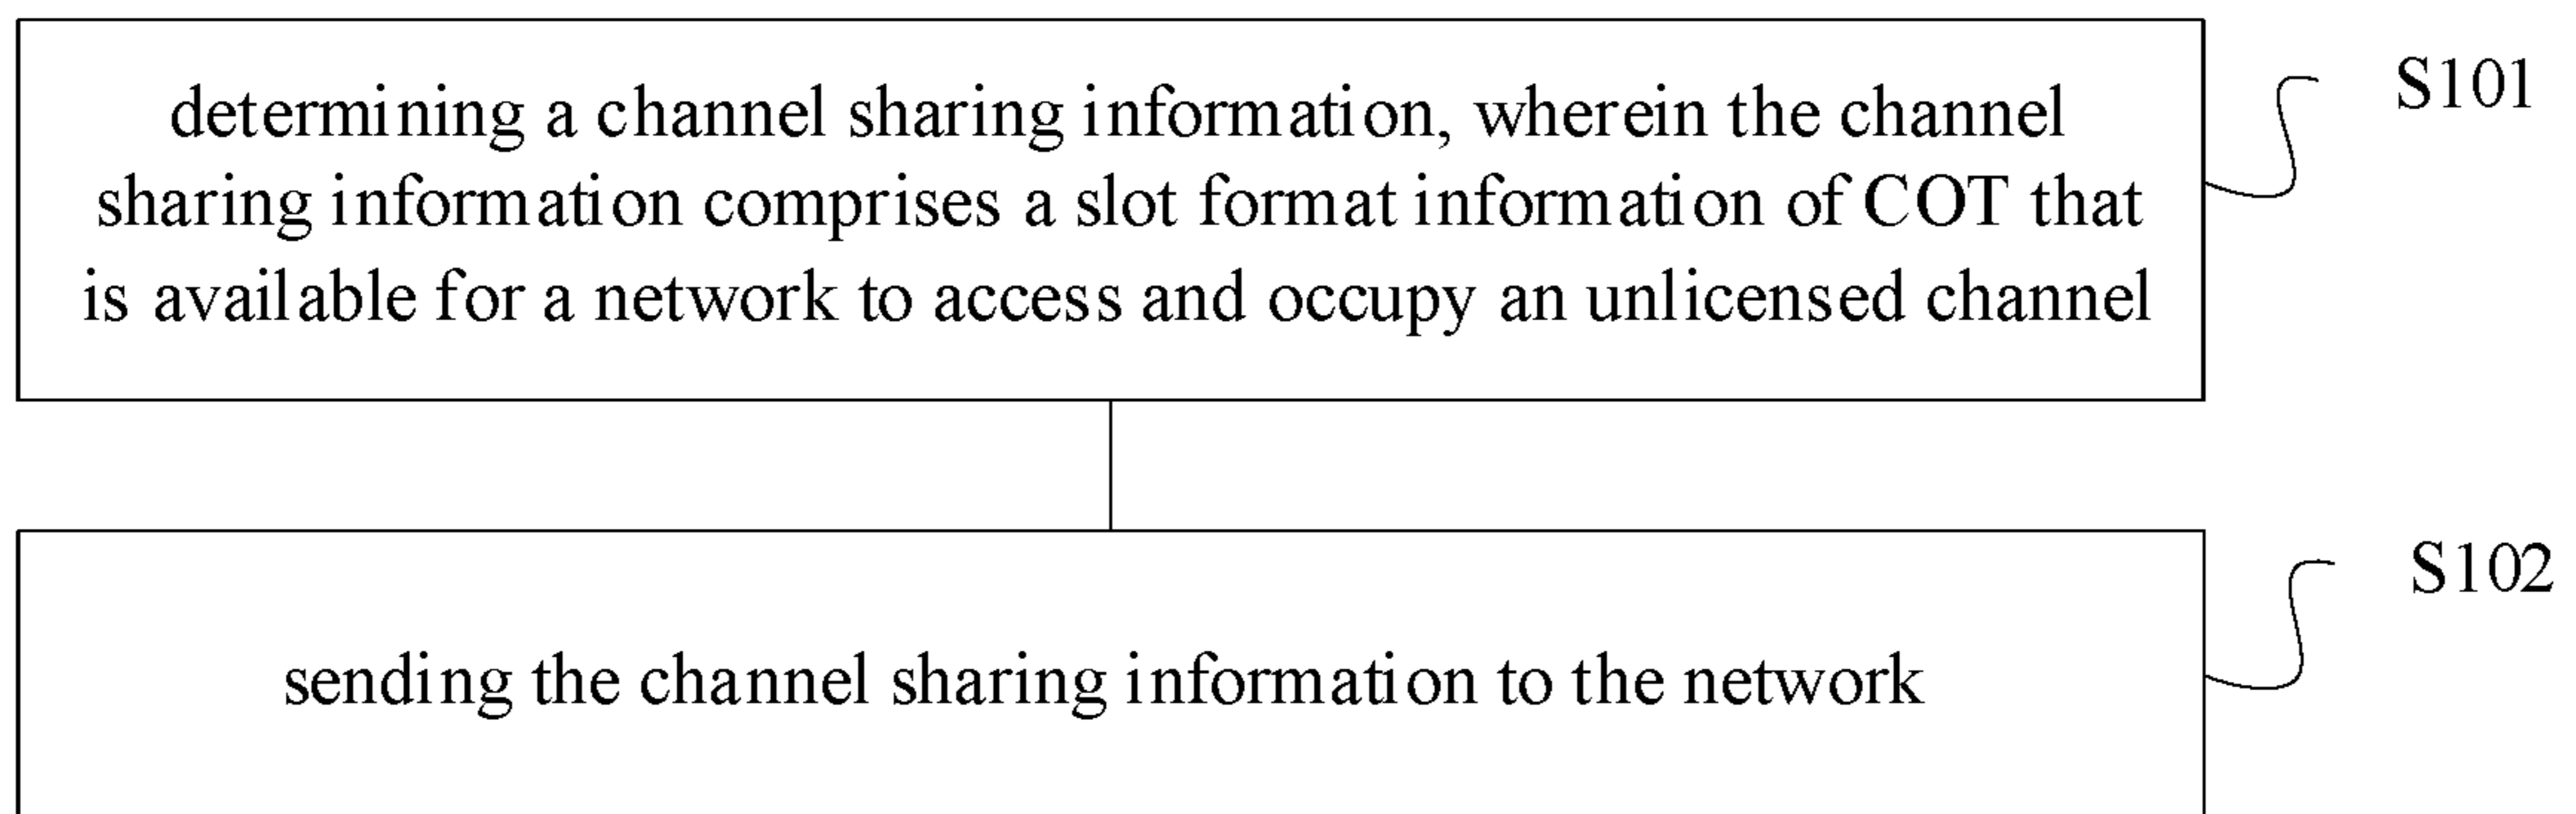 determining a channel sharing information, wherein the channel
sharing information comprises a slot format information of COT that
is available for a network to access and occupy an unlicensed channel
S101
sending the channel sharing information to the network
S102